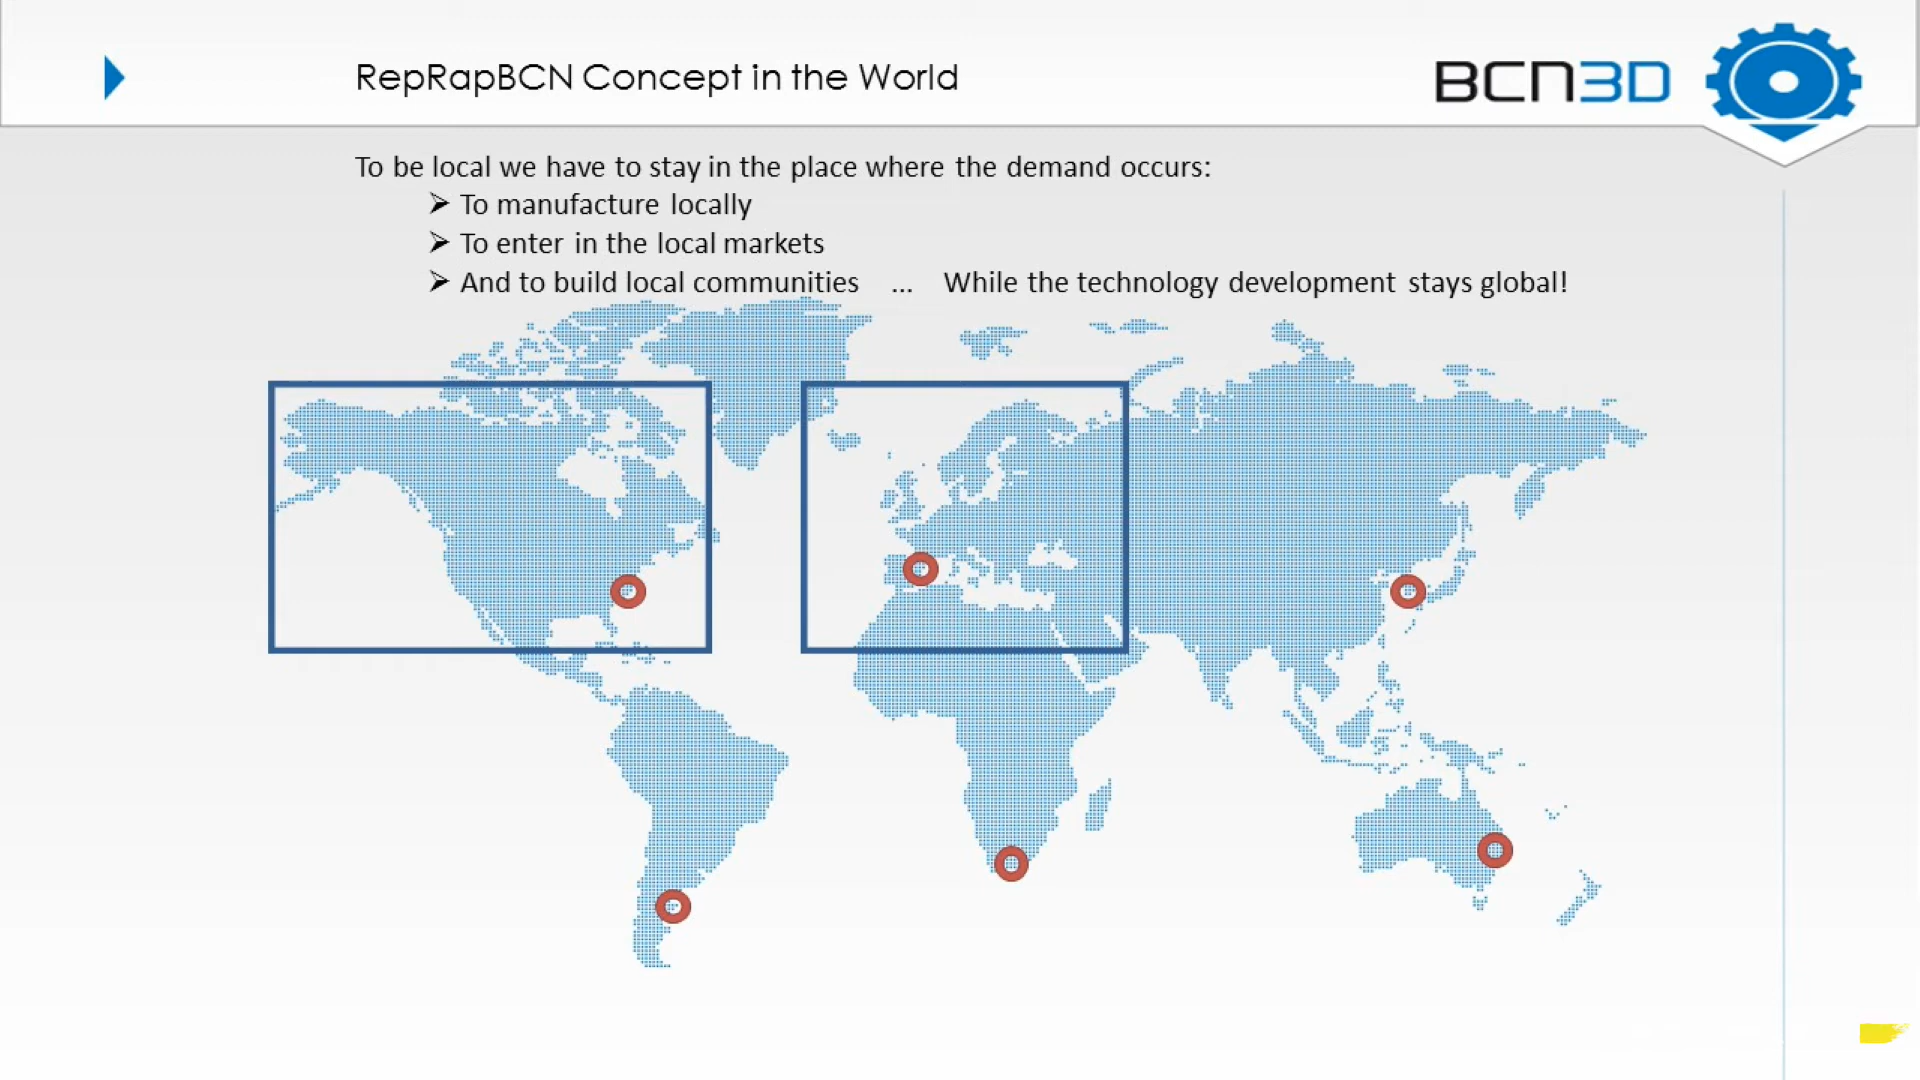 RepRapBCN Concept in the World
BCN3D
To be local we have to stay in the place where the demand occurs:
➢ To manufacture locally
➢ To enter in the local markets
➢ And to build local communities ... While the technology development stays global!